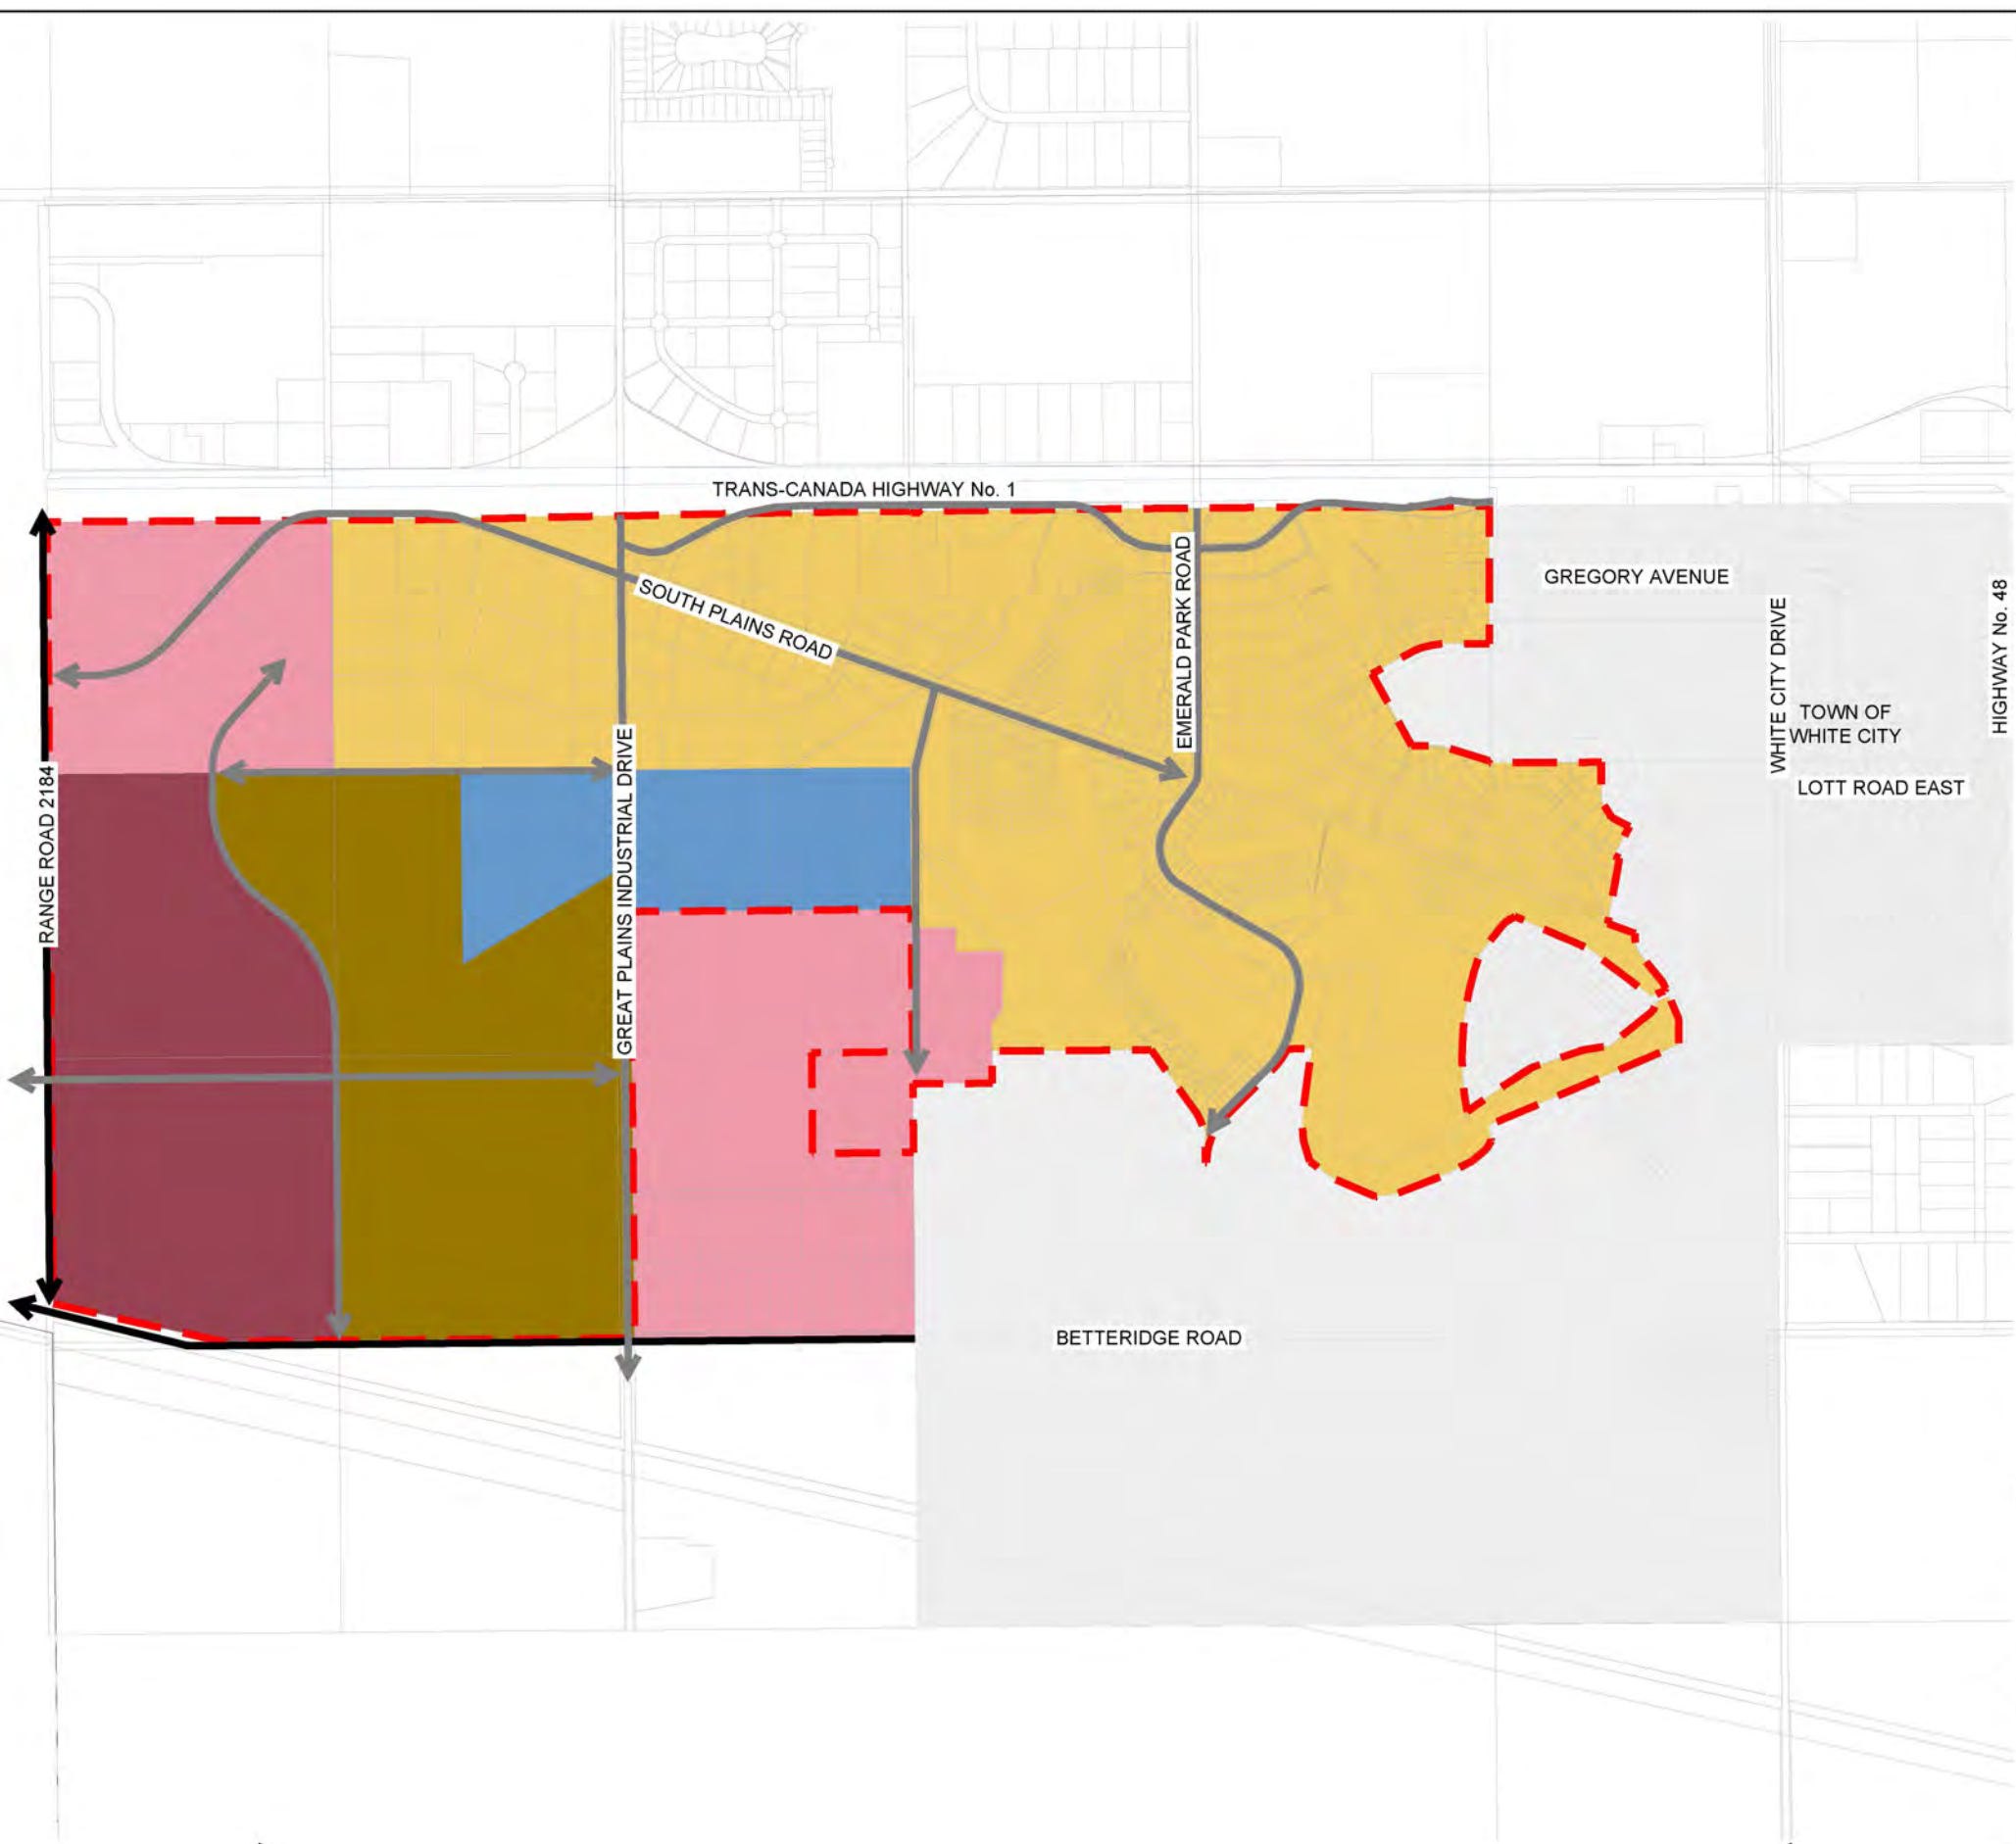 TRANS-CANADA HIGHWAY No. 1
GREGORY AVENUE
SOUTH PLAINS ROAD
EMERALD PARK ROAD
WHITE CITY DRIVE
HIGHWAY No. 48
TOWN OF
WHITE CITY
LOTT ROAD EAST
RANGE ROAD 2184
GREAT PLAINS INDUSTRIAL DRIVE
BETTERIDGE ROAD